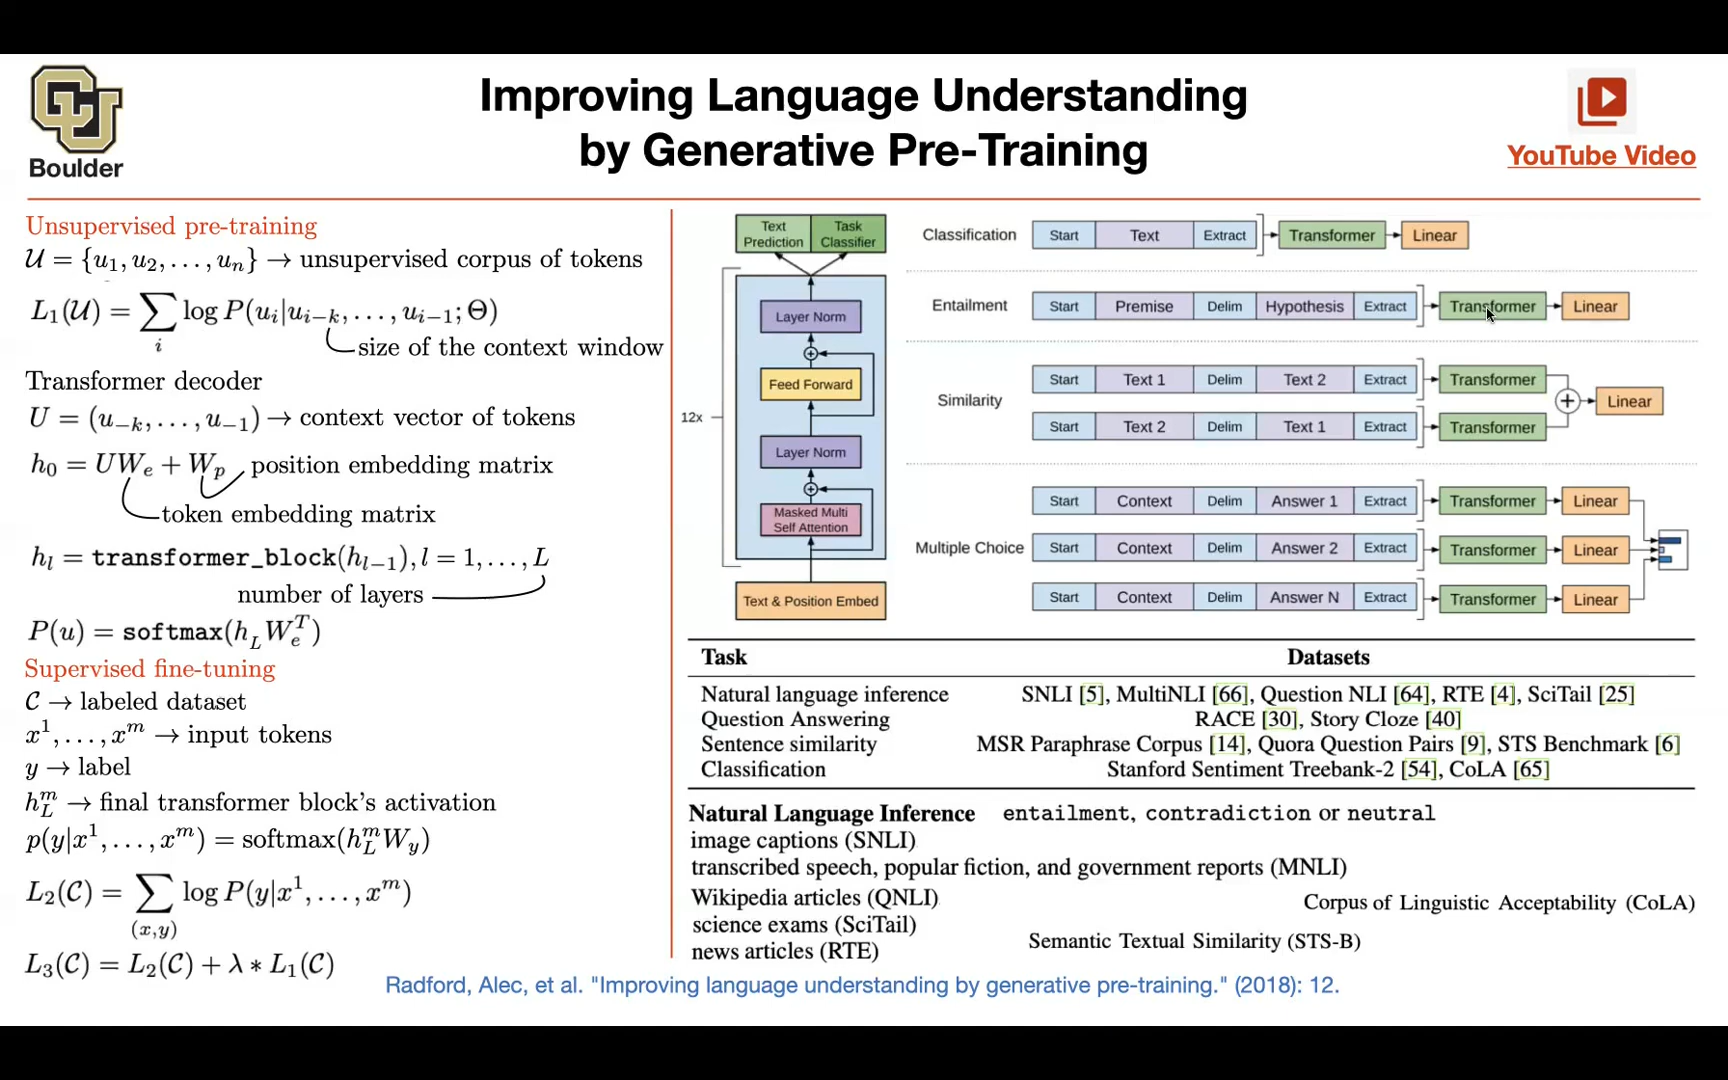 Boulder
Improving Language Understanding
by Generative Pre-Training
YouTube Video
Unsupervised pre-training
𝒰 = {u₁, u₂, . . . , uₙ} → unsupervised corpus of tokens
L₁(𝒰) = ∑ᵢ log P(uᵢ|uᵢ₋ₖ, . . . , uᵢ₋₁; Θ)
size of the context window
Transformer decoder
U = (u₋ₖ, . . . , u₋₁) → context vector of tokens
h₀ = UWₑ + Wₚ position embedding matrix
token embedding matrix
h_l = transformer_block(h_{l−1}), l = 1, . . . , L
number of layers
P(u) = softmax(h_L Wₑᵀ)
Supervised fine-tuning
𝒞 → labeled dataset
x¹, . . . , xᵐ → input tokens
y → label
h_L^m → final transformer block's activation
p(y|x¹, . . . , xᵐ) = softmax(h_L^m W_y)
L₂(𝒞) = ∑_(x,y) log P(y|x¹, . . . , xᵐ)
L₃(𝒞) = L₂(𝒞) + λ ∗ L₁(𝒞)
Text Prediction Task Classifier
Layer Norm
+
Feed Forward
12x
Layer Norm
+
Masked Multi Self Attention
Text & Position Embed
Classification Start Text Extract Transformer Linear
Entailment Start Premise Delim Hypothesis Extract Transformer Linear
Start Text 1 Delim Text 2 Extract Transformer
Similarity + Linear
Start Text 2 Delim Text 1 Extract Transformer
Start Context Delim Answer 1 Extract Transformer Linear
Multiple Choice Start Context Delim Answer 2 Extract Transformer Linear
Start Context Delim Answer N Extract Transformer Linear
Task Datasets
Natural language inference SNLI [5], MultiNLI [66], Question NLI [64], RTE [4], SciTail [25]
Question Answering RACE [30], Story Cloze [40]
Sentence similarity MSR Paraphrase Corpus [14], Quora Question Pairs [9], STS Benchmark [6]
Classification Stanford Sentiment Treebank-2 [54], CoLA [65]
Natural Language Inference entailment, contradiction or neutral
image captions (SNLI)
transcribed speech, popular fiction, and government reports (MNLI)
Wikipedia articles (QNLI)
Corpus of Linguistic Acceptability (CoLA)
science exams (SciTail)
Semantic Textual Similarity (STS-B)
news articles (RTE)
Radford, Alec, et al. "Improving language understanding by generative pre-training." (2018): 12.